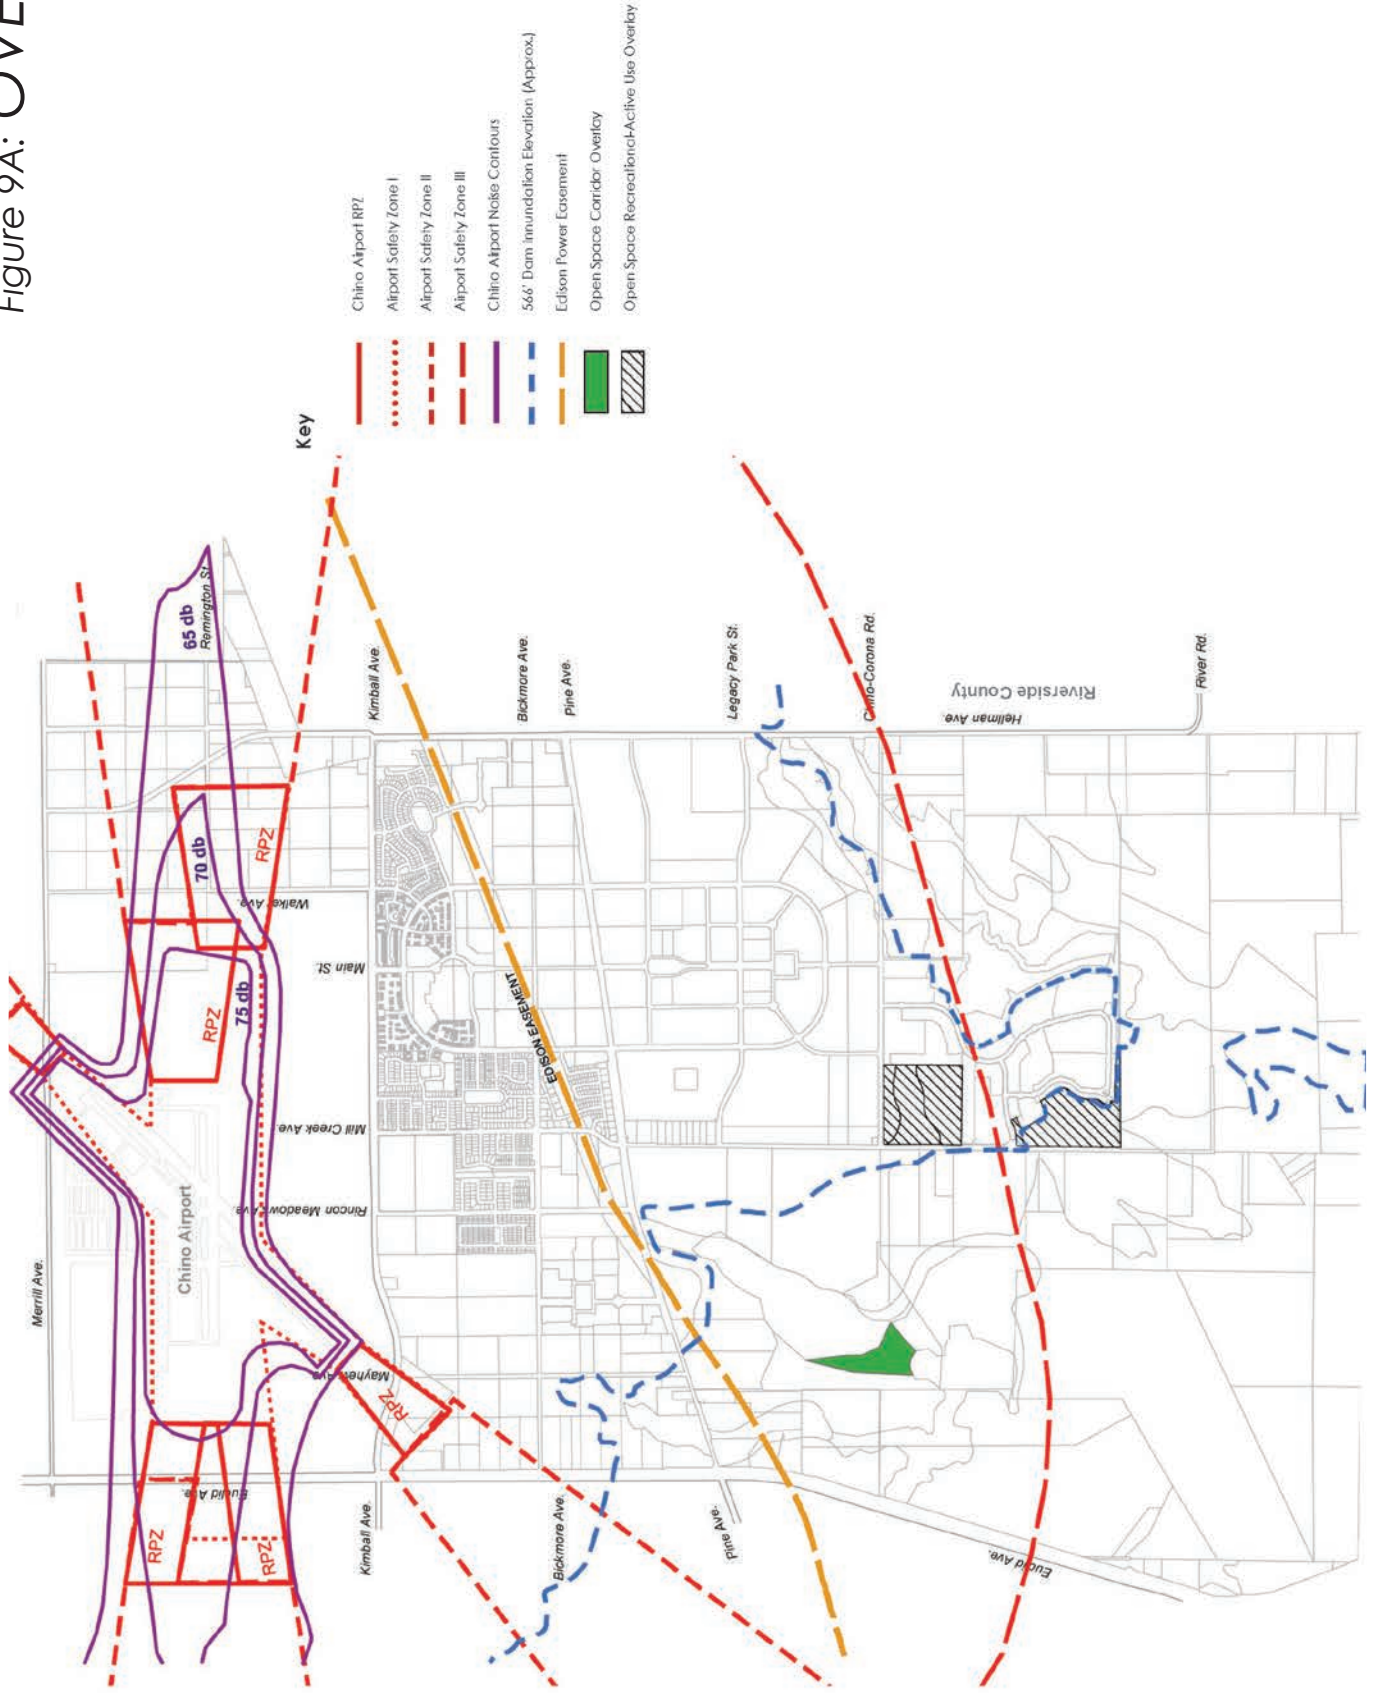 Figure 9A: OVE
Key
Chino Airport RPZ
Airport Safety Zone I
Airport Safety Zone II
Airport Safety Zone III
Chino Airport Noise Contours
566' Dam Innundation Elevation (Approx.)
Edison Power Easement
Open Space Corridor Overlay
Open Space Recreational-Active Use Overlay
Merrill Ave.
Chino Airport
65 db
Remington St.
70 db
75 db
RPZ
RPZ
RPZ
RPZ
RPZ
Euclid Ave.
Mayhew Ave.
Rincon Meadows Ave.
Mill Creek Ave.
Main St.
Walker Ave.
Kimball Ave.
Kimball Ave.
Bickmore Ave.
Bickmore Ave.
Pine Ave.
Pine Ave.
EDISON EASEMENT
Legacy Park St.
Chino-Corona Rd.
Hellman Ave.
Riverside County
River Rd.
Euclid Ave.